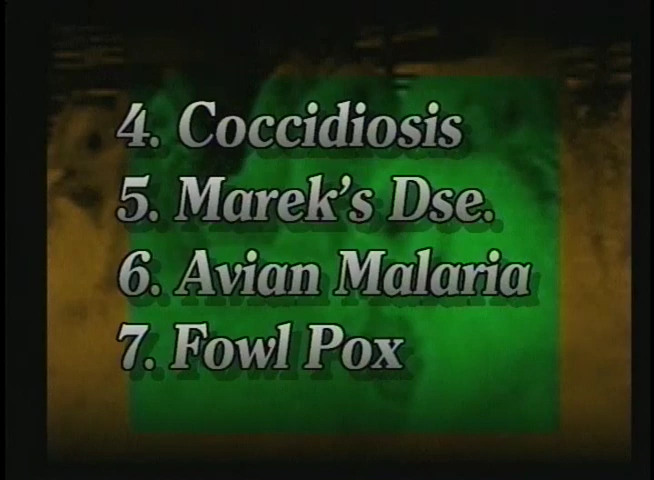 4. Coccidiosis
5. Marek's Dse.
6. Avian Malaria
7. Fowl Pox